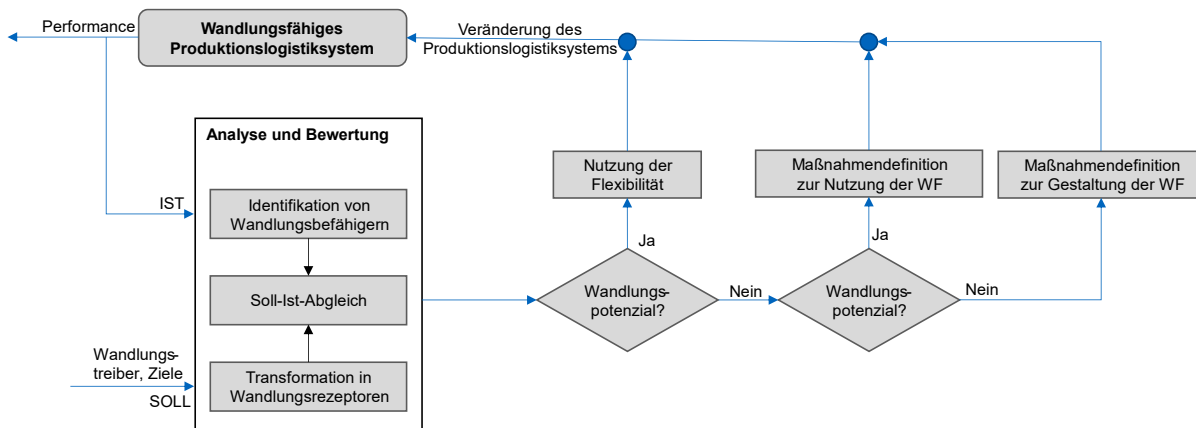 Performance
Wandlungsfähiges
Produktionslogistiksystem
Veränderung des
Produktionslogistiksystems
Analyse und Bewertung
IST
Identifikation von
Wandlungsbefähigern
Soll-Ist-Abgleich
Wandlungs-
treiber, Ziele
SOLL
Transformation in
Wandlungsrezeptoren
Nutzung der
Flexibilität
Maßnahmendefinition
zur Nutzung der WF
Maßnahmendefinition
zur Gestaltung der WF
Ja
Wandlungs-
potenzial?
Nein
Ja
Wandlungs-
potenzial?
Nein